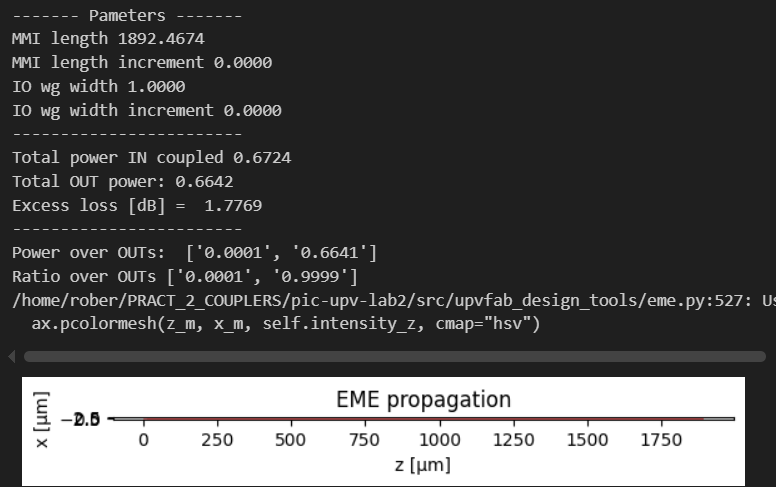 ------- Pameters -------
MMI length 1892.4674
MMI length increment 0.0000
IO wg width 1.0000
IO wg width increment 0.0000
------------------------
Total power IN coupled 0.6724
Total OUT power: 0.6642
Excess loss [dB] =  1.7769
------------------------
Power over OUTs:  ['0.0001', '0.6641']
Ratio over OUTs ['0.0001', '0.9999']
/home/rober/PRACT_2_COUPLERS/pic-upv-lab2/src/upvfab_design_tools/eme.py:527: Us
  ax.pcolormesh(z_m, x_m, self.intensity_z, cmap="hsv")
EME propagation
x [μm]
0 250 500 750 1000 1250 1500 1750
z [μm]